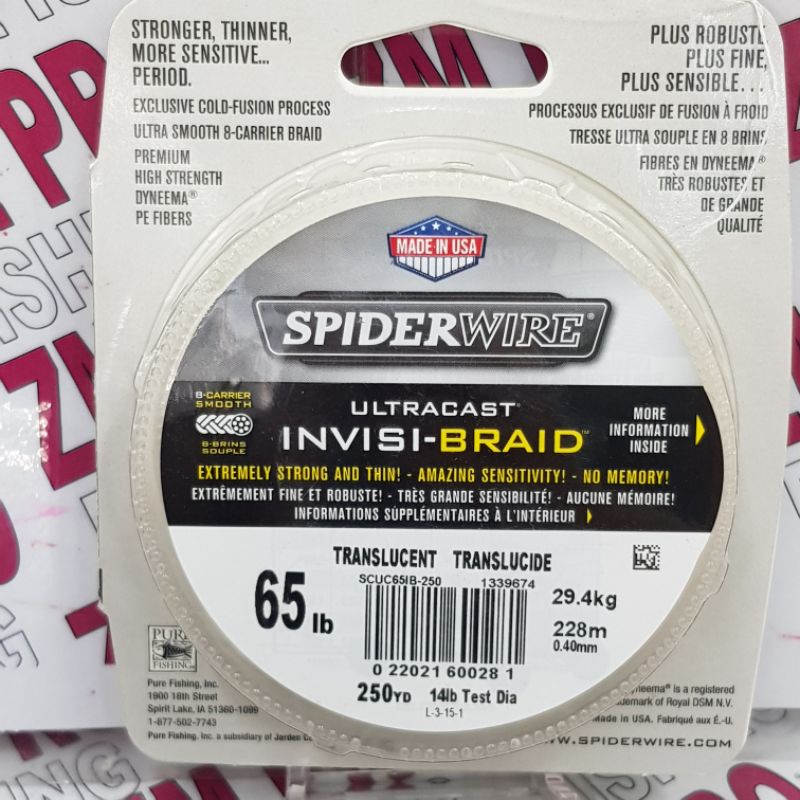 STRONGER, THINNER,
MORE SENSITIVE...
PERIOD.
EXCLUSIVE COLD-FUSION PROCESS
ULTRA SMOOTH 8-CARRIER BRAID
PREMIUM
HIGH STRENGTH
DYNEEMA®
PE FIBERS
PLUS ROBUSTE
PLUS FINE,
PLUS SENSIBLE...
PROCESSUS EXCLUSIF DE FUSION À FROID
TRESSE ULTRA SOUPLE EN 8 BRINS
FIBRES EN DYNEEMA®
TRÈS ROBUSTES ET
DE GRANDE
QUALITÉ
MADE IN USA
SPIDERWIRE®
8-CARRIER
SMOOTH
8-BRINS
SOUPLE
ULTRACAST®
INVISI-BRAID™
MORE
INFORMATION
INSIDE
EXTREMELY STRONG AND THIN! - AMAZING SENSITIVITY! - NO MEMORY!
EXTRÊMEMENT FINE ET ROBUSTE! - TRÈS GRANDE SENSIBILITÉ! - AUCUNE MÉMOIRE!
INFORMATIONS SUPPLÉMENTAIRES À L'INTÉRIEUR
TRANSLUCENT TRANSLUCIDE
SCUC65IB-250 1339674
65 lb
29.4kg
228m
0.40mm
0 22021 60028 1
250YD 14lb Test Dia
L-3-15-1
PURE
FISHING
Pure Fishing, Inc.
1900 18th Street
Spirit Lake, IA 51360-1099
1-877-502-7743
Pure Fishing, Inc. a subsidiary of Jarden
is a registered
of Royal DSM N.V.
Made in USA. Fabriqué aux É.-U.
WWW.SPIDERWIRE.COM